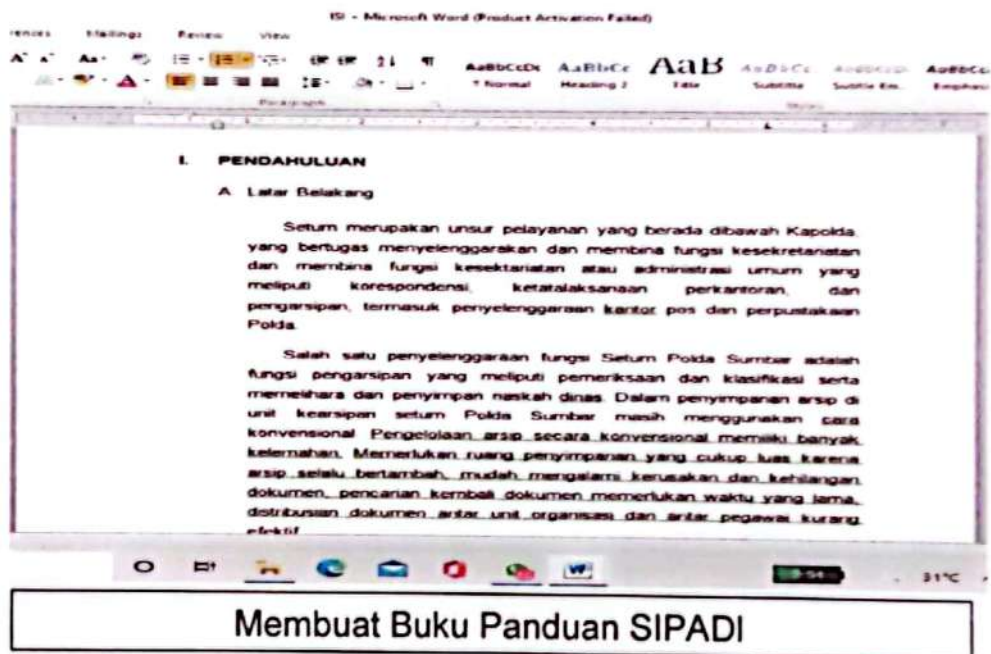 ISI - Microsoft Word (Product Activation Failed)
rences Mailings Review View
AaBbCcDc AaBbCc AaB AaBbCc. AaBbCcDc AaBbCc
¶ Normal Heading 2 Title Subtitle Subtle Em... Emphasi
Paragraph Styles
I. PENDAHULUAN
A. Latar Belakang
Setum merupakan unsur pelayanan yang berada dibawah Kapolda,
yang bertugas menyelenggarakan dan membina fungsi kesekretariatan
dan membina fungsi kesektariatan atau administrasi umum yang
meliputi korespondensi, ketatalaksanaan perkantoran, dan
pengarsipan, termasuk penyelenggaraan kantor pos dan perpustakaan
Polda.
Salah satu penyelenggaraan fungsi Setum Polda Sumbar adalah
fungsi pengarsipan yang meliputi pemeriksaan dan klasifikasi serta
memelihara dan penyimpan naskah dinas. Dalam penyimpanan arsip di
unit kearsipan setum Polda Sumbar masih menggunakan cara
konvensional. Pengelolaan arsip secara konvensional memiliki banyak
kelemahan. Memerlukan ruang penyimpanan yang cukup luas karena
arsip selalu bertambah, mudah mengalami kerusakan dan kehilangan
dokumen, pencarian kembali dokumen memerlukan waktu yang lama,
distribusian dokumen antar unit organisasi dan antar pegawai kurang
efektif
31°C
Membuat Buku Panduan SIPADI